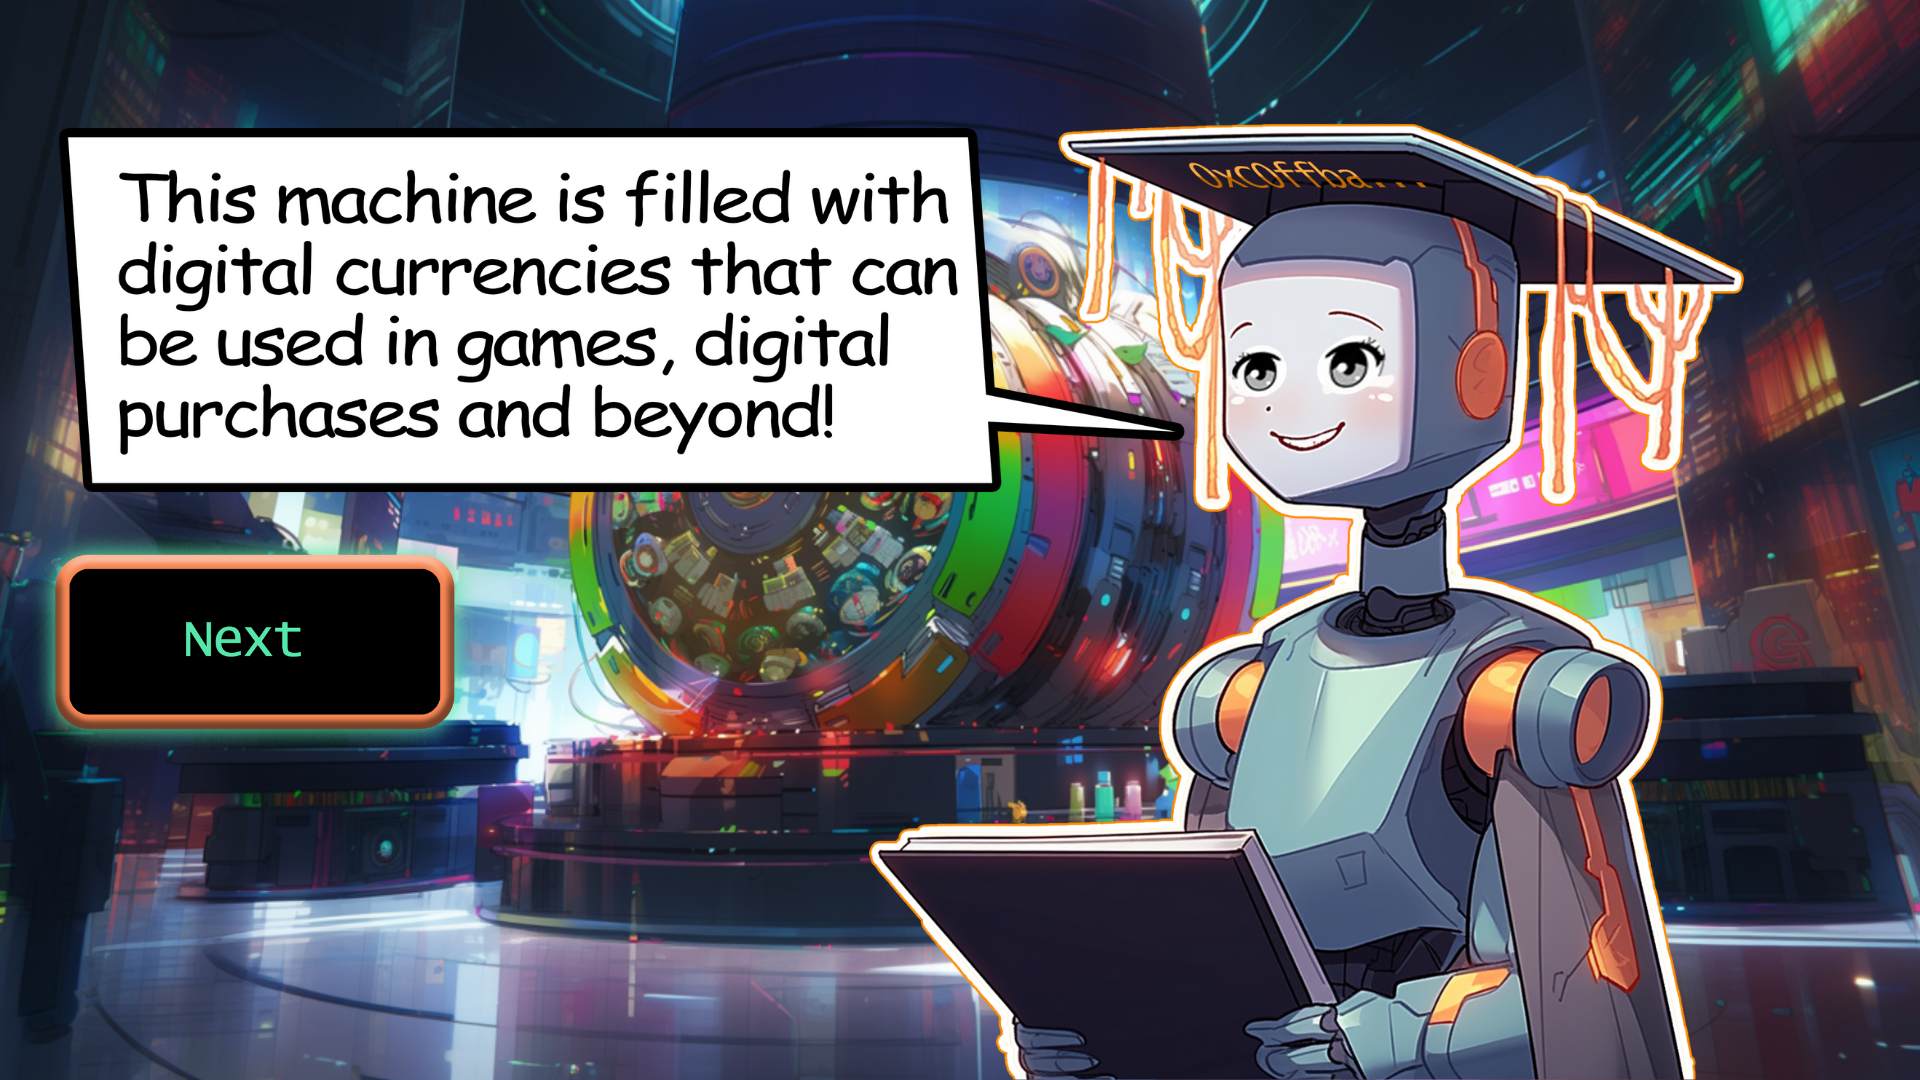 0xC0ffba...
This machine is filled with
digital currencies that can
be used in games, digital
purchases and beyond!
Next